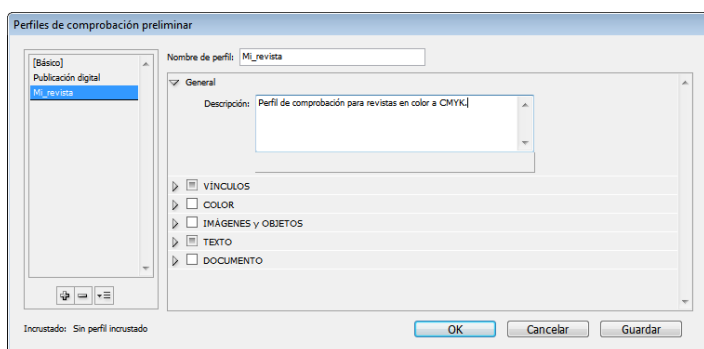 Perfiles de comprobación preliminar
[Básico]
Publicación digital
Mi_revista
Nombre de perfil: Mi_revista
General
Descripción: Perfil de comprobación para revistas en color a CMYK.
VÍNCULOS
COLOR
IMÁGENES y OBJETOS
TEXTO
DOCUMENTO
Incrustado: Sin perfil incrustado
OK Cancelar Guardar